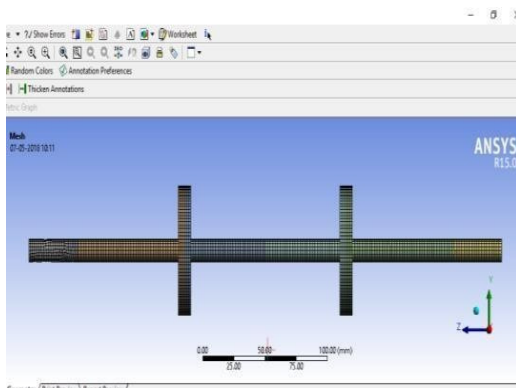 Show Errors Worksheet
Random Colors Annotation Preferences
Thicken Annotations
Mesh
07-05-2018 10:11
ANSYS
R15.0
Y
Z
0.00 50.00 100.00 (mm)
25.00 75.00